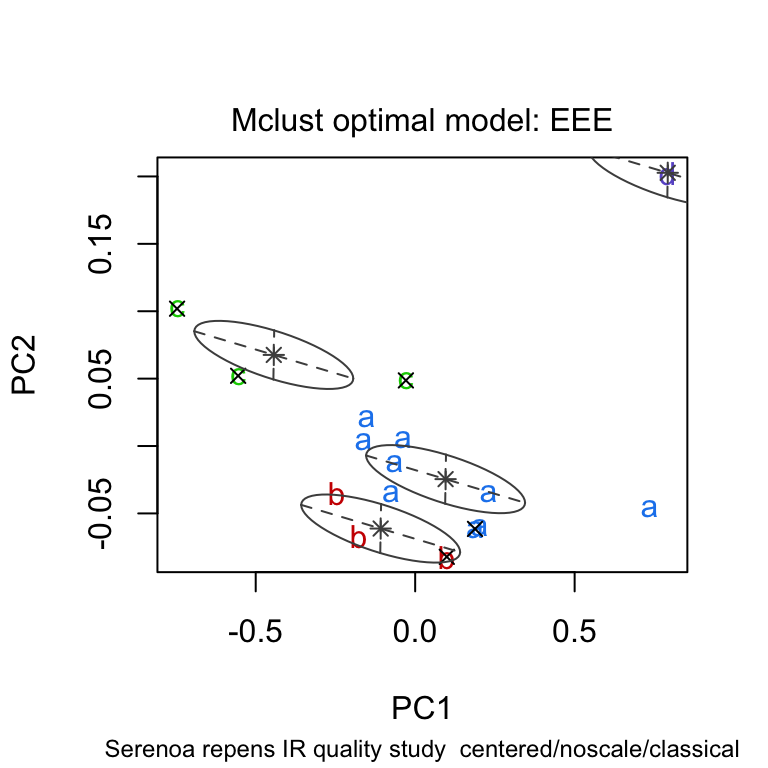 Mclust optimal model: EEE
d
0.15
c
0.05
c
c
PC2
a
a
a
a
a
a
b
a
-0.05
a
a
b
b
-0.5
0.0
0.5
PC1
Serenoa repens IR quality study  centered/noscale/classical